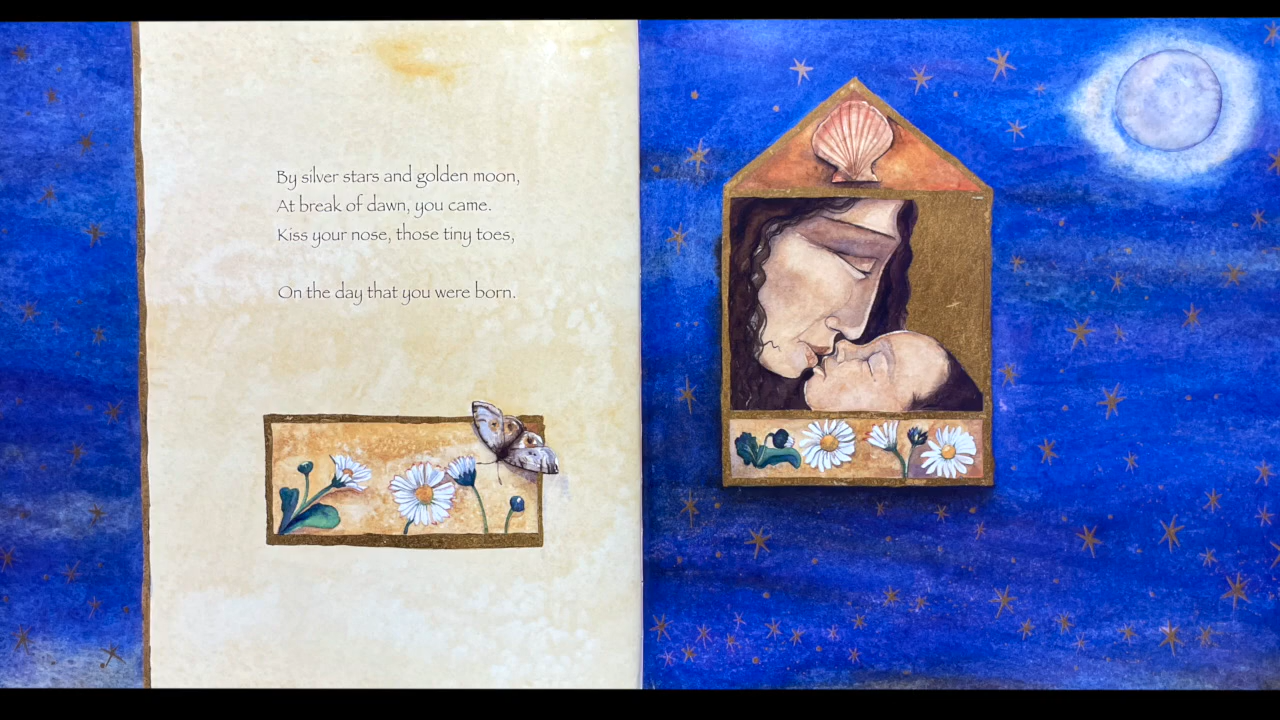 By silver stars and golden moon,
At break of dawn, you came.
Kiss your nose, those tiny toes,
On the day that you were born.